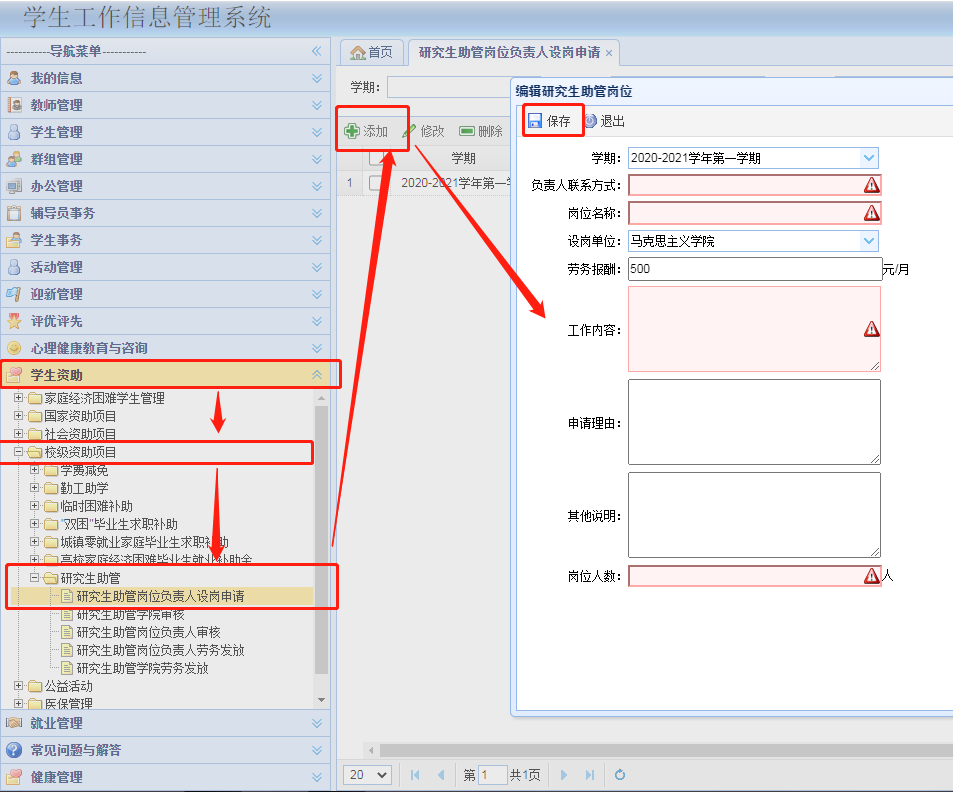 学生工作信息管理系统
-----------导航菜单-----------
我的信息
教师管理
学生管理
群组管理
办公管理
辅导员事务
学生事务
活动管理
迎新管理
评优评先
心理健康教育与咨询
学生资助
家庭经济困难学生管理
国家资助项目
社会资助项目
校级资助项目
学费减免
勤工助学
临时困难补助
"双困"毕业生求职补助
城镇零就业家庭毕业生求职补助
高校家庭经济困难毕业生就业补助金
研究生助管
研究生助管岗位负责人设岗申请
研究生助管学院审核
研究生助管岗位负责人审核
研究生助管岗位负责人劳务发放
研究生助管学院劳务发放
公益活动
医保管理
就业管理
常见问题与解答
健康管理
首页 研究生助管岗位负责人设岗申请 ×
学期:
添加 修改 删除
学期
1 2020-2021学年第一学
20 第 1 共1页
编辑研究生助管岗位
保存 退出
学期: 2020-2021学年第一学期
负责人联系方式:
岗位名称:
设岗单位: 马克思主义学院
劳务报酬: 500 元/月
工作内容:
申请理由:
其他说明:
岗位人数: 人